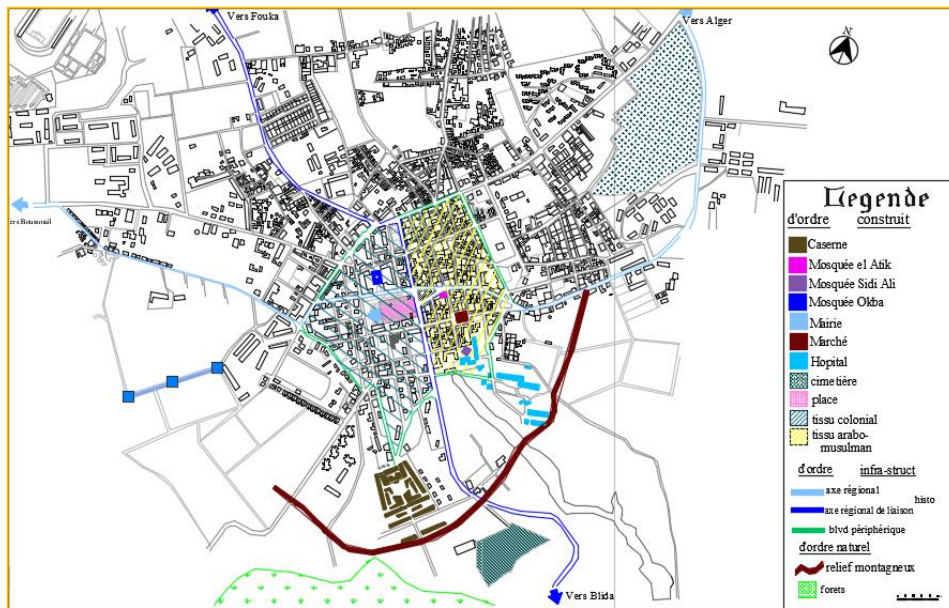 Vers Fouka
Vers Alger
N
ers Bousmail
Vers Blida
Légende
d'ordre construit
Caserne
Mosquée el Atik
Mosquée Sidi Ali
Mosquée Okba
Mairie
Marché
Hopital
cimetière
place
tissu colonial
tissu arabo-
musulman
d'ordre infra-struct
axe régional
histo
axe régional de liaison
blvd périphérique
d'ordre naturel
relief montagneux
forets